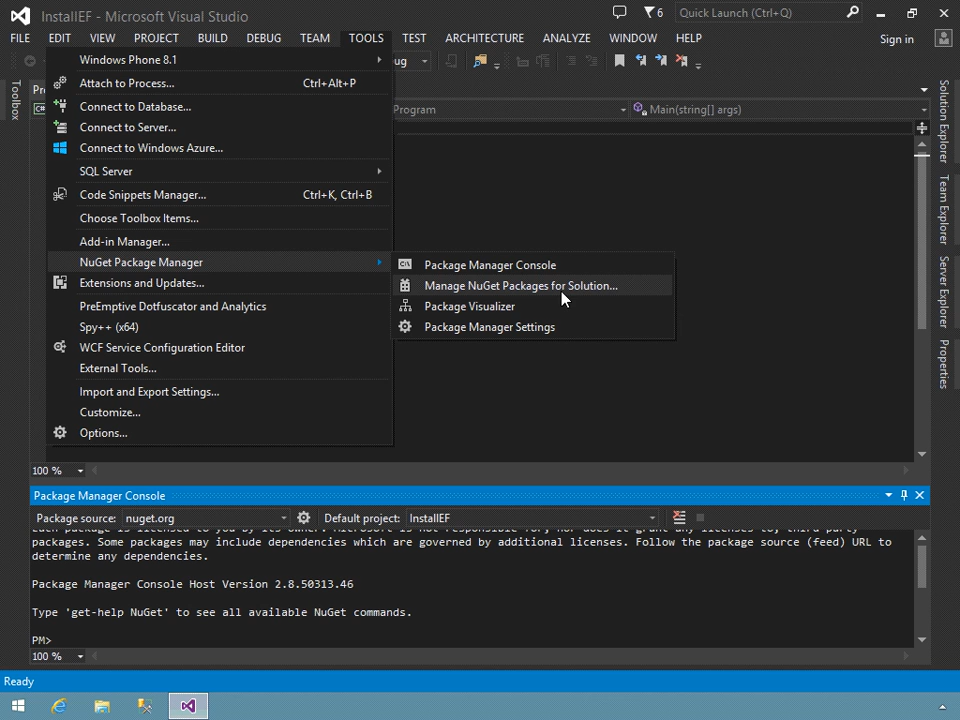 InstallEF - Microsoft Visual Studio
6
Quick Launch (Ctrl+Q)
FILE EDIT VIEW PROJECT BUILD DEBUG TEAM TOOLS TEST ARCHITECTURE ANALYZE WINDOW HELP
Sign in
Windows Phone 8.1
Attach to Process... Ctrl+Alt+P
Connect to Database...
Connect to Server...
Connect to Windows Azure...
SQL Server
Code Snippets Manager... Ctrl+K, Ctrl+B
Choose Toolbox Items...
Add-in Manager...
NuGet Package Manager
Extensions and Updates...
PreEmptive Dotfuscator and Analytics
Spy++ (x64)
WCF Service Configuration Editor
External Tools...
Import and Export Settings...
Customize...
Options...
Package Manager Console
Manage NuGet Packages for Solution...
Package Visualizer
Package Manager Settings
Toolbox
Program
Main(string[] args)
Solution Explorer
Team Explorer
Server Explorer
Properties
100 %
Package Manager Console
Package source: nuget.org Default project: InstallEF
packages. Some packages may include dependencies which are governed by additional licenses. Follow the package source (feed) URL to
determine any dependencies.
Package Manager Console Host Version 2.8.50313.46
Type 'get-help NuGet' to see all available NuGet commands.
PM>
100 %
Ready